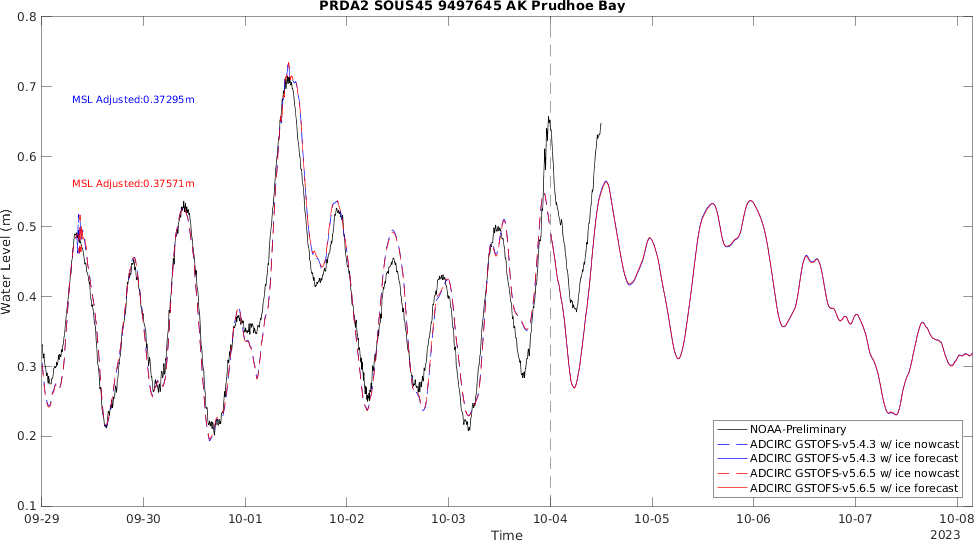 PRDA2 SOUS45 9497645 AK Prudhoe Bay
0.8
0.7
0.6
0.5
0.4
0.3
0.2
0.1
Water Level (m)
MSL Adjusted:0.37295m
MSL Adjusted:0.37571m
NOAA-Preliminary
ADCIRC GSTOFS-v5.4.3 w/ ice nowcast
ADCIRC GSTOFS-v5.4.3 w/ ice forecast
ADCIRC GSTOFS-v5.6.5 w/ ice nowcast
ADCIRC GSTOFS-v5.6.5 w/ ice forecast
09-29 09-30 10-01 10-02 10-03 10-04 10-05 10-06 10-07 10-08
2023
Time